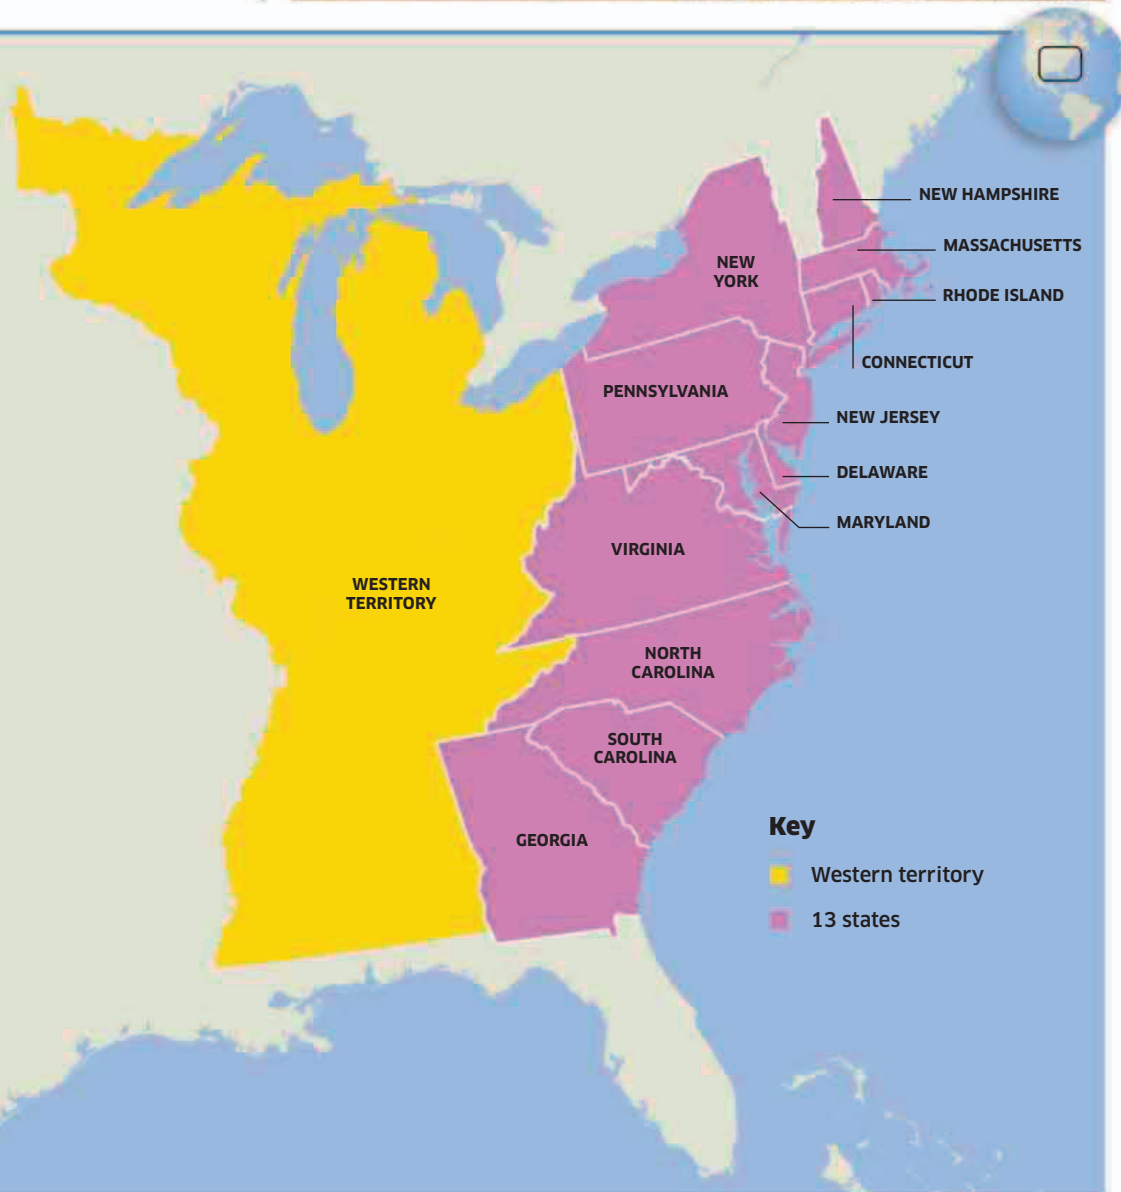 NEW HAMPSHIRE
MASSACHUSETTS
NEW
YORK
RHODE ISLAND
CONNECTICUT
PENNSYLVANIA
NEW JERSEY
DELAWARE
MARYLAND
VIRGINIA
WESTERN
TERRITORY
NORTH
CAROLINA
SOUTH
CAROLINA
GEORGIA
Key
Western territory
13 states